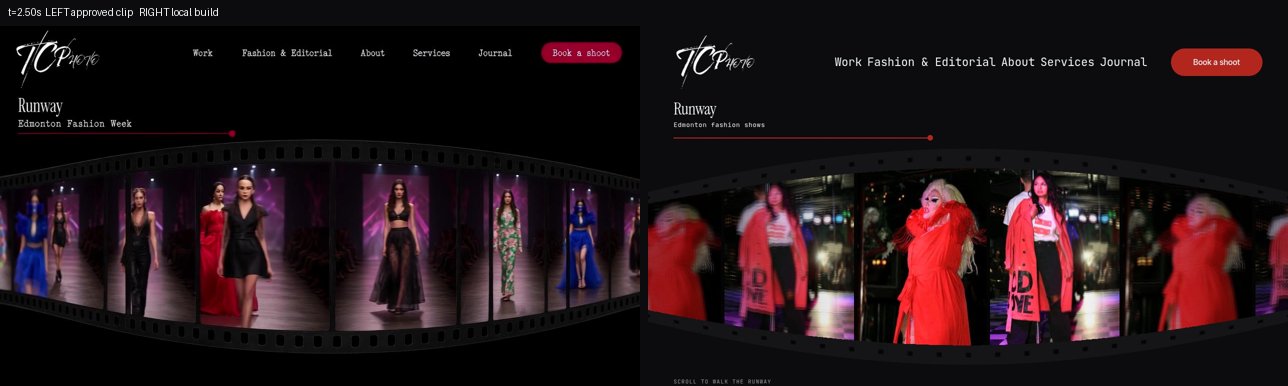 t=2.50s LEFT approved clip RIGHT local build
TCPHOTO
Work Fashion & Editorial About Services Journal Book a shoot
Runway
Edmonton Fashion Week
TCPHOTO
Work Fashion & Editorial About Services Journal Book a shoot
Runway
Edmonton fashion shows
SCROLL TO WALK THE RUNWAY